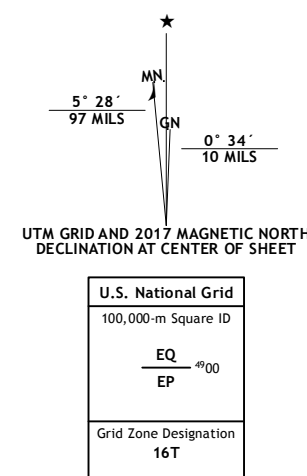 ★
MN.
5° 28´
97 MILS
GN
0° 34´
10 MILS
UTM GRID AND 2017 MAGNETIC NORTH
DECLINATION AT CENTER OF SHEET
U.S. National Grid
100,000-m Square ID
EQ
4900
EP
Grid Zone Designation
16T